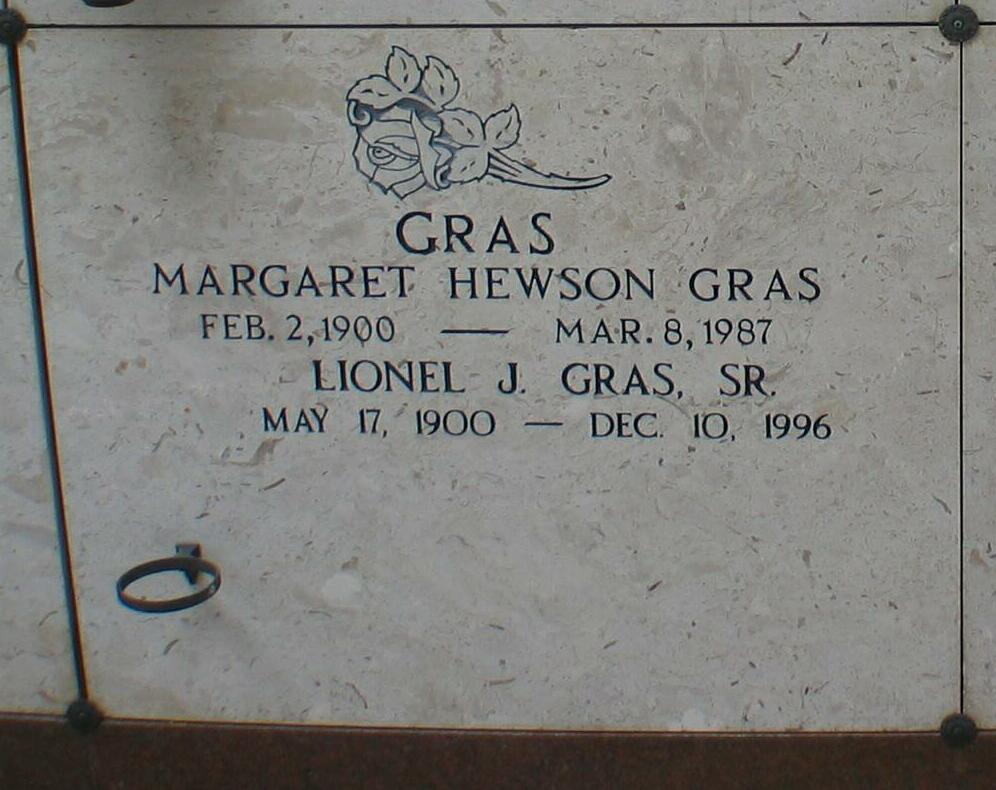 GRAS
MARGARET HEWSON GRAS
FEB. 2, 1900 — MAR. 8, 1987
LIONEL J. GRAS, SR.
MAY 17, 1900 — DEC. 10, 1996